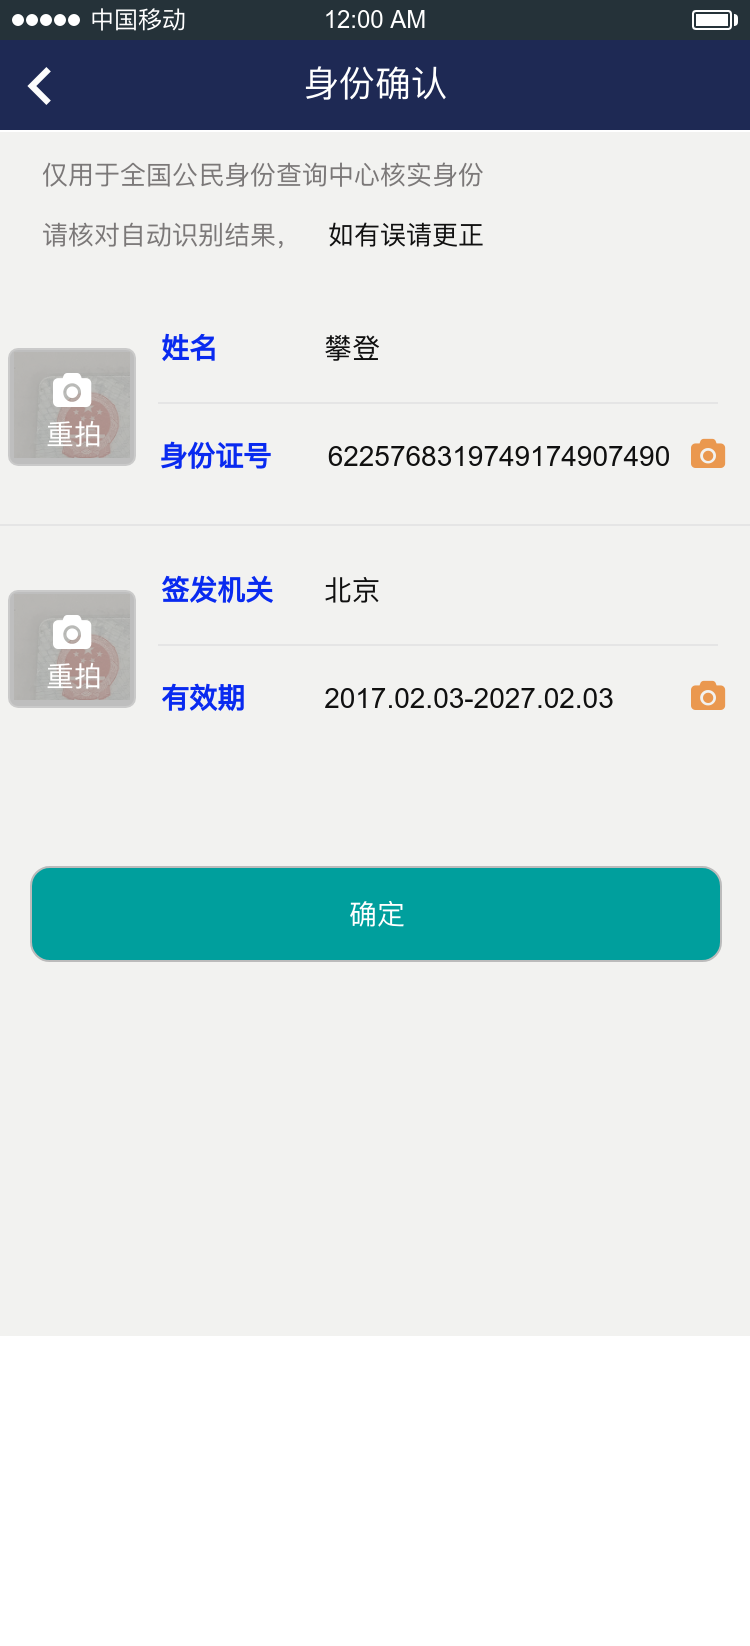 中国移动 12:00 AM
身份确认
仅用于全国公民身份查询中心核实身份
请核对自动识别结果， 如有误请更正
姓名 攀登
重拍
身份证号 6225768319749174907490
签发机关 北京
重拍
有效期 2017.02.03-2027.02.03
确定